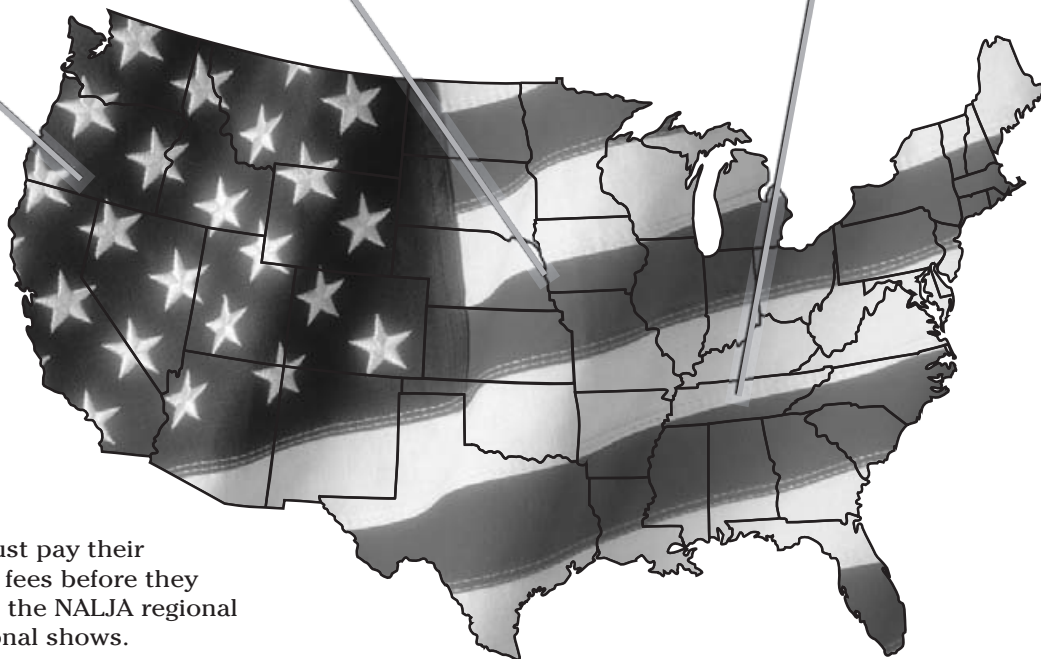 ust pay their
fees before they
the NALJA regional
onal shows.